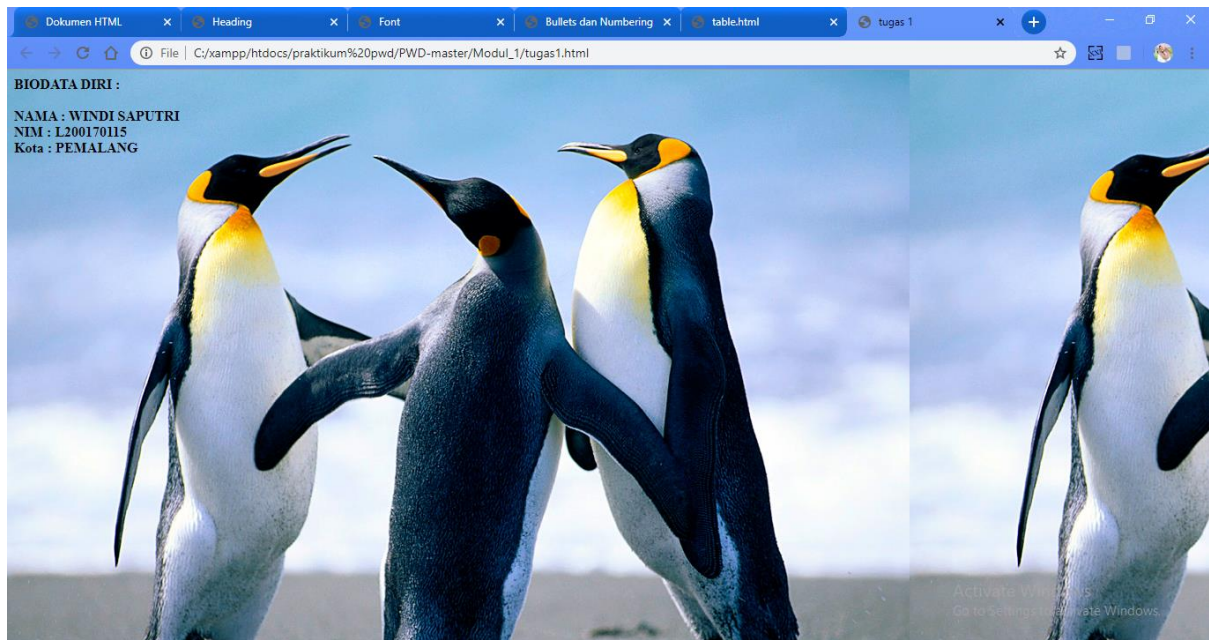 Dokumen HTML
Heading
Font
Bullets dan Numbering
table.html
tugas 1
File
C:/xampp/htdocs/praktikum%20pwd/PWD-master/Modul_1/tugas1.html
BIODATA DIRI :
NAMA : WINDI SAPUTRI
NIM : L200170115
Kota : PEMALANG
Activate Windows
Go to Settings to activate Windows.